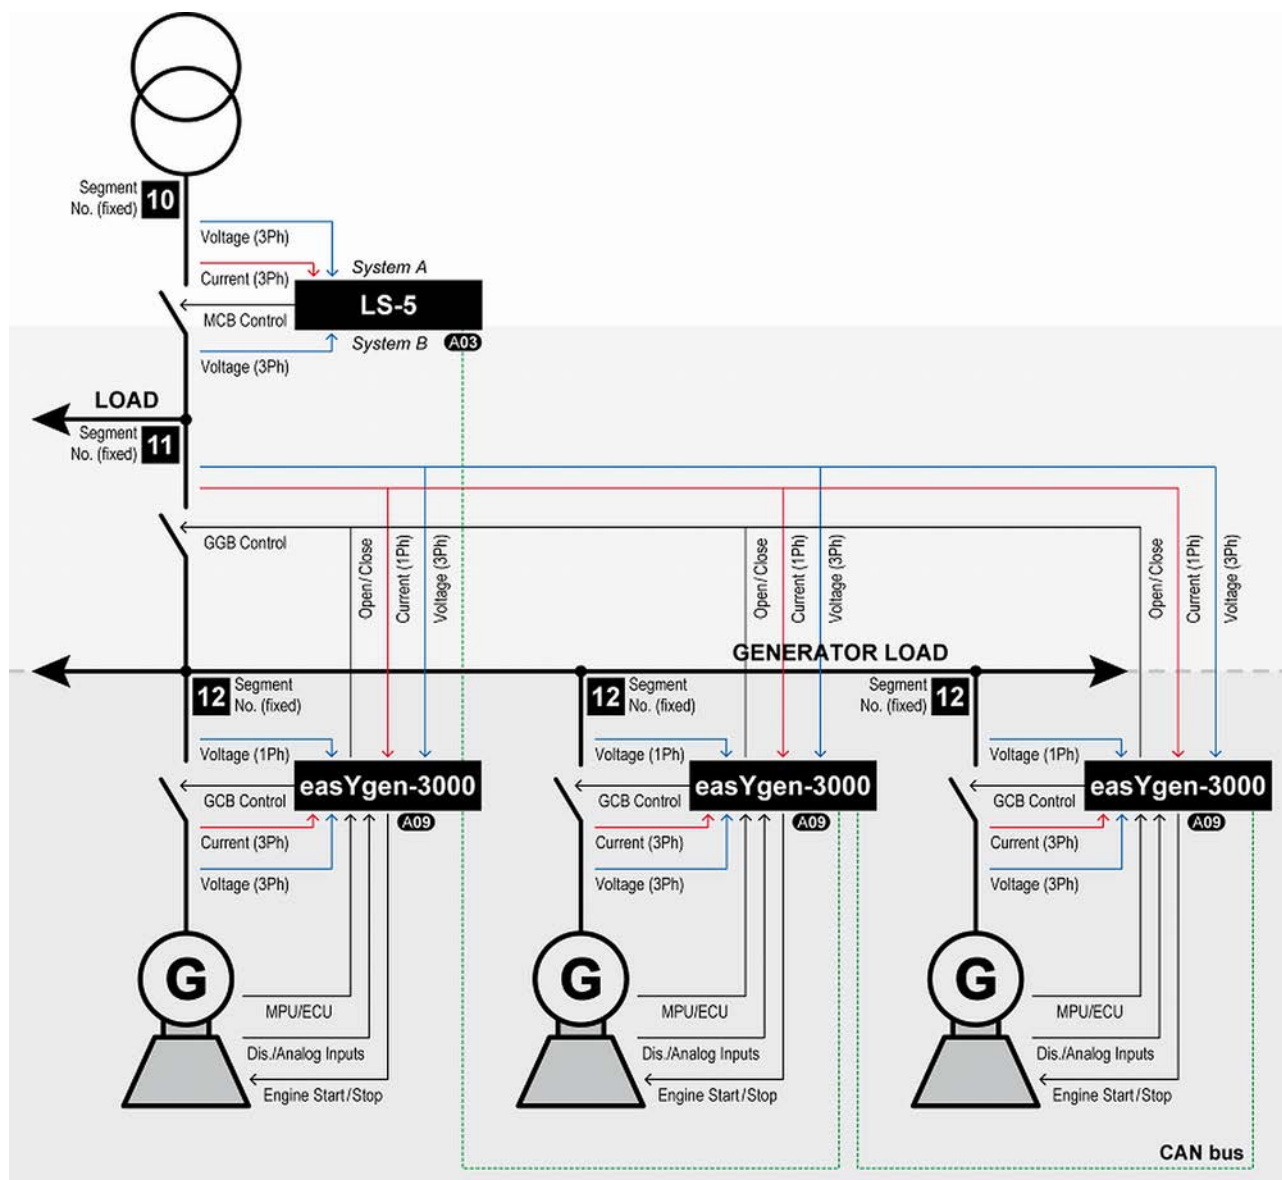 Segment
No. (fixed)
10
Voltage (3Ph)
Current (3Ph)
System A
LS-5
MCB Control
System B
A03
Voltage (3Ph)
LOAD
Segment
No. (fixed)
11
GGB Control
Open/Close
Current (1Ph)
Voltage (3Ph)
Open/Close
Current (1Ph)
Voltage (3Ph)
Open/Close
Current (1Ph)
Voltage (3Ph)
GENERATOR LOAD
12
Segment
No. (fixed)
12
Segment
No. (fixed)
Segment
No. (fixed)
12
Voltage (1Ph)
easYgen-3000
GCB Control
A09
Current (3Ph)
Voltage (3Ph)
G
MPU/ECU
Dis./Analog Inputs
Engine Start/Stop
Voltage (1Ph)
easYgen-3000
GCB Control
A09
Current (3Ph)
Voltage (3Ph)
G
MPU/ECU
Dis./Analog Inputs
Engine Start/Stop
Voltage (1Ph)
easYgen-3000
GCB Control
A09
Current (3Ph)
Voltage (3Ph)
G
MPU/ECU
Dis./Analog Inputs
Engine Start/Stop
CAN bus